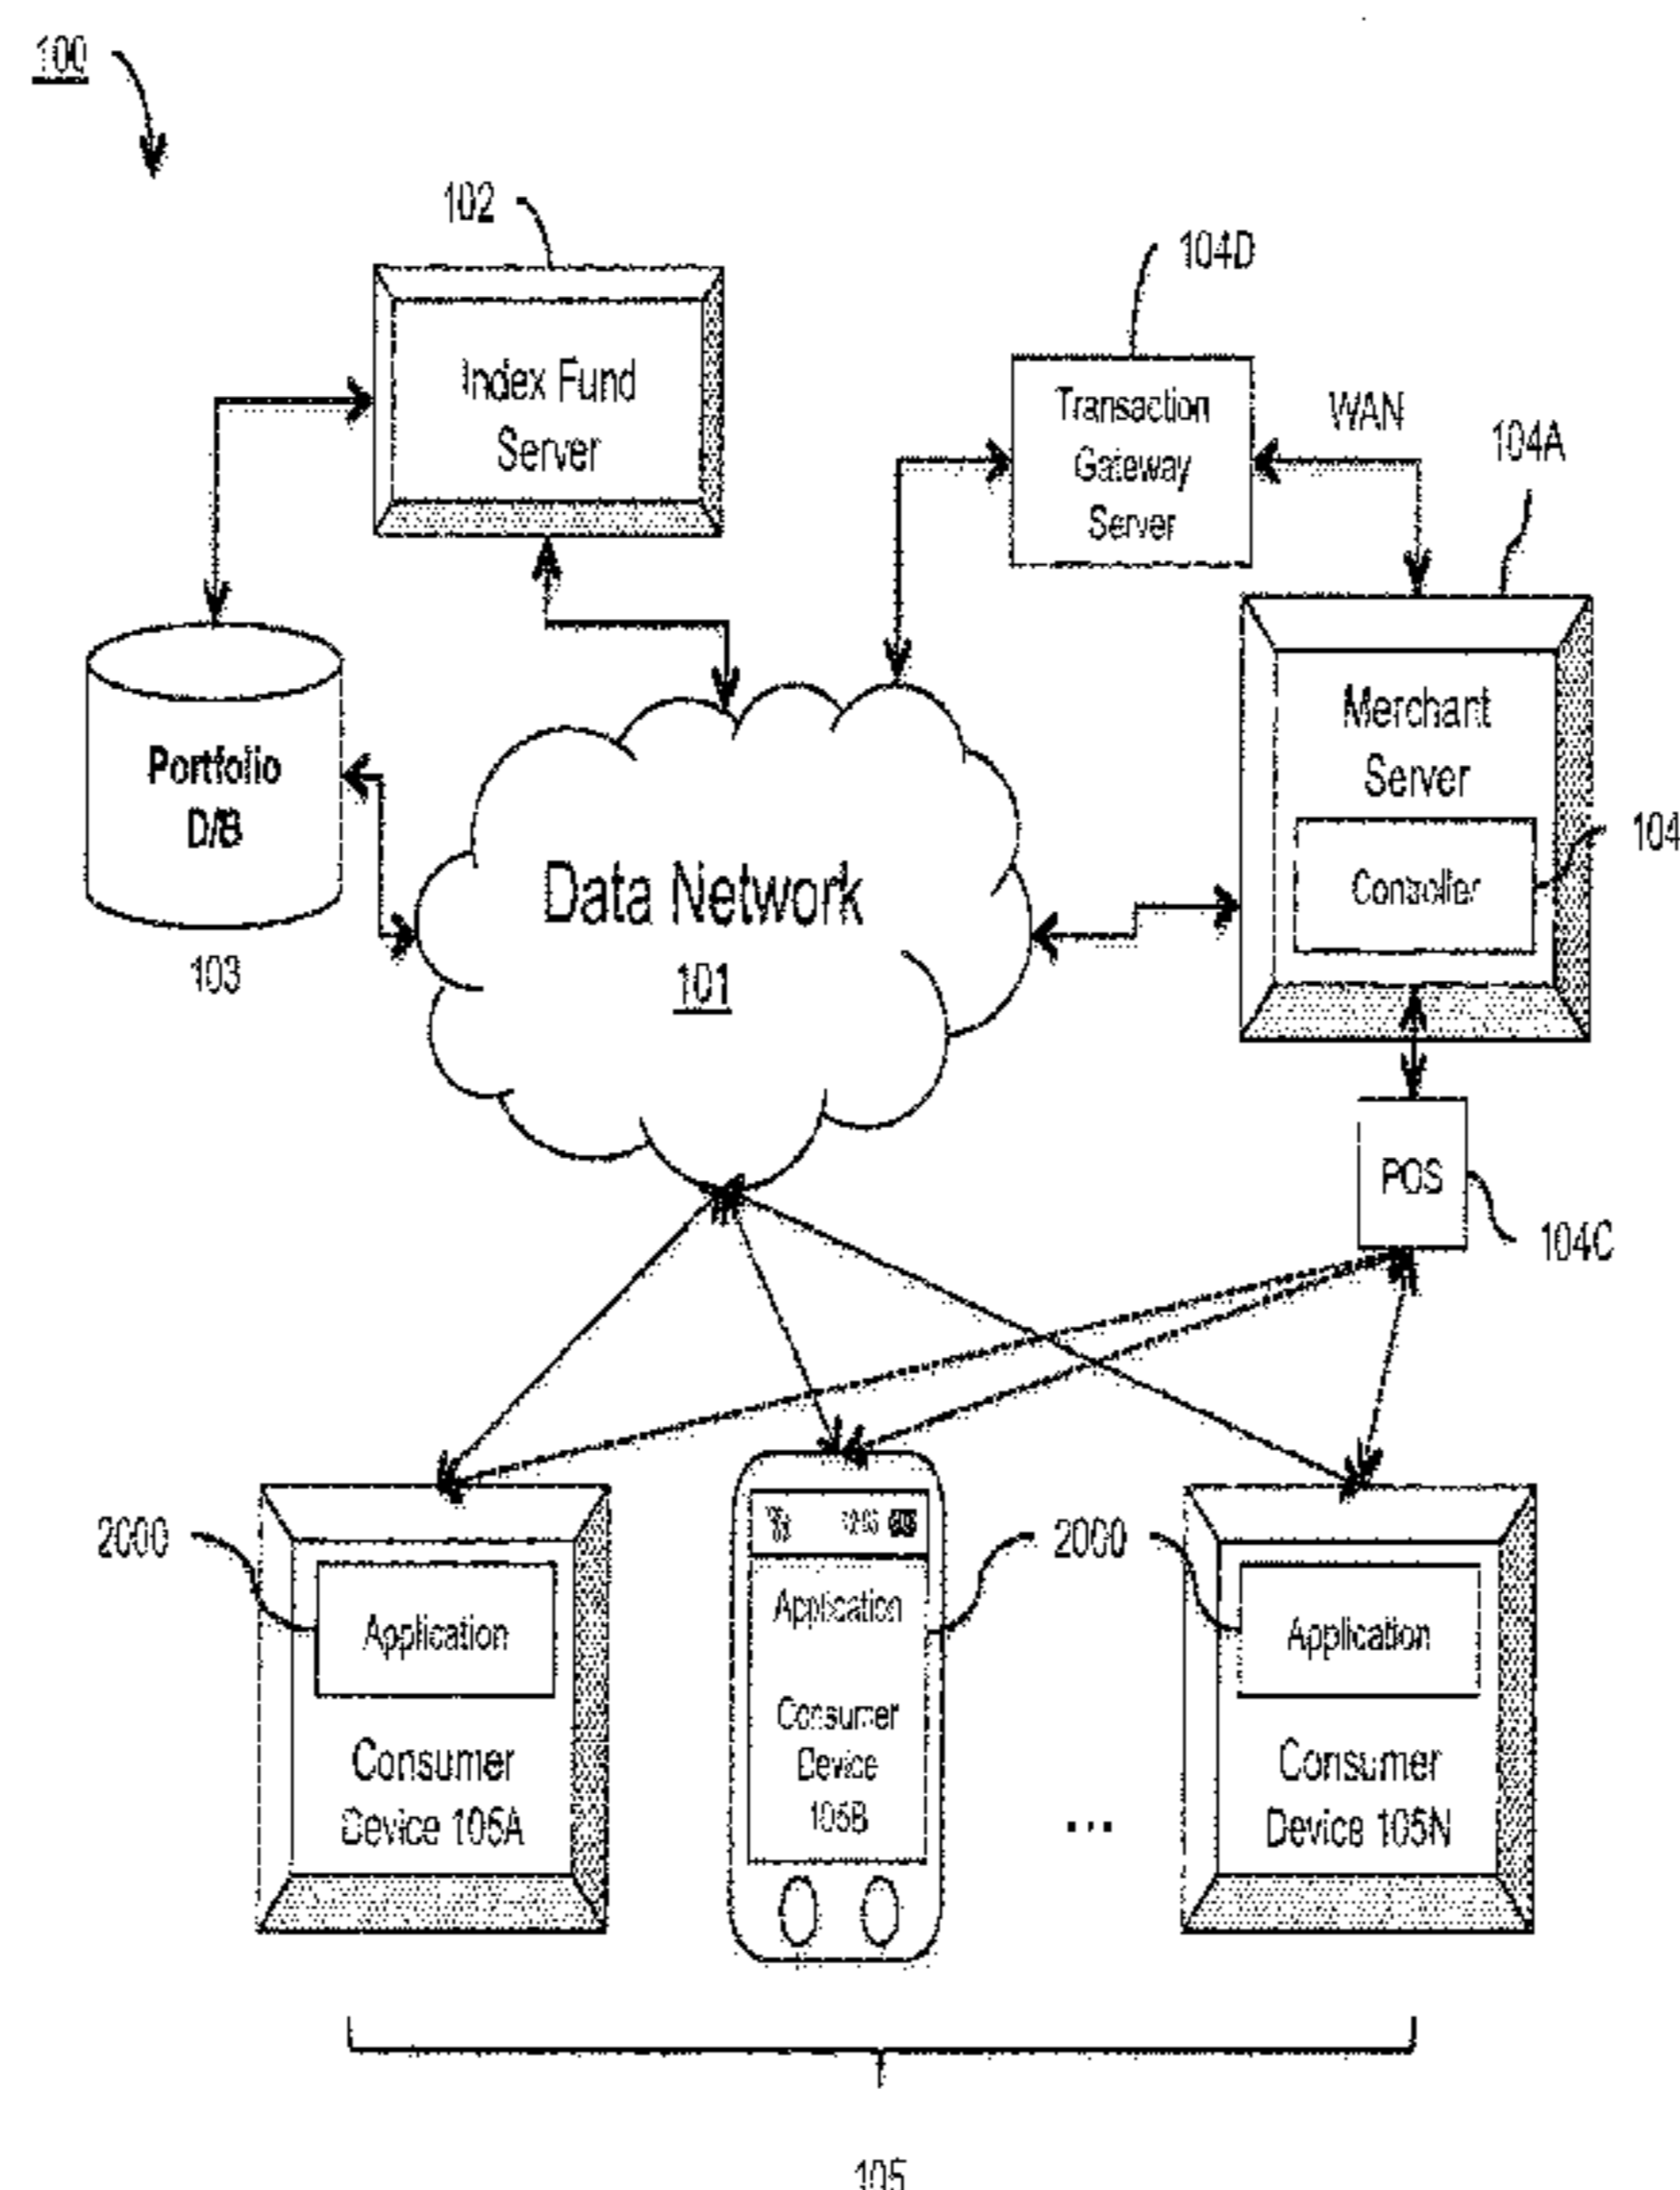 100
102
104D
Index Fund
Server
Transaction
Gateway
Server
WAN
104A
Portfolio
D/B
103
Merchant
Server
Controller
104
Data Network
101
POS
104C
2000
Application
Consumer
Device 105A
Application
Consumer
Device
105B
2000
...
Application
Consumer
Device 105N
105